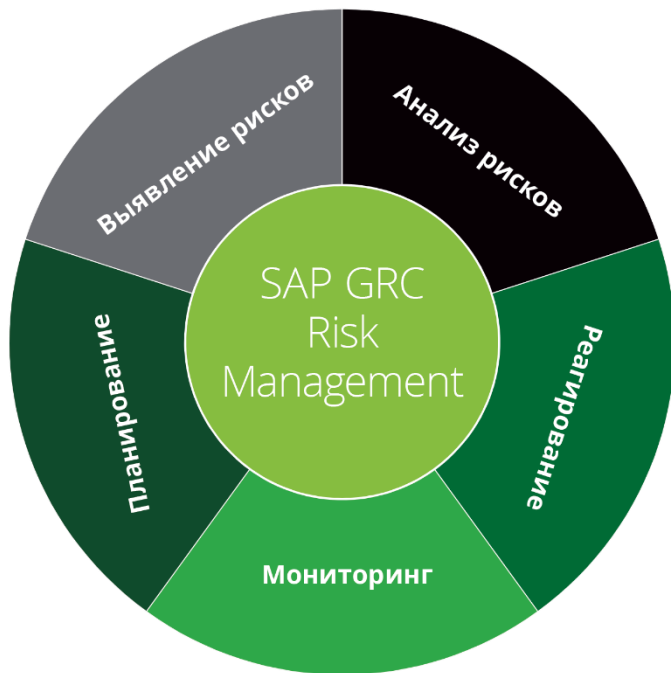 Выявление рисков
Анализ рисков
SAP GRC
Risk
Management
Планирование
Реагирование
Мониторинг